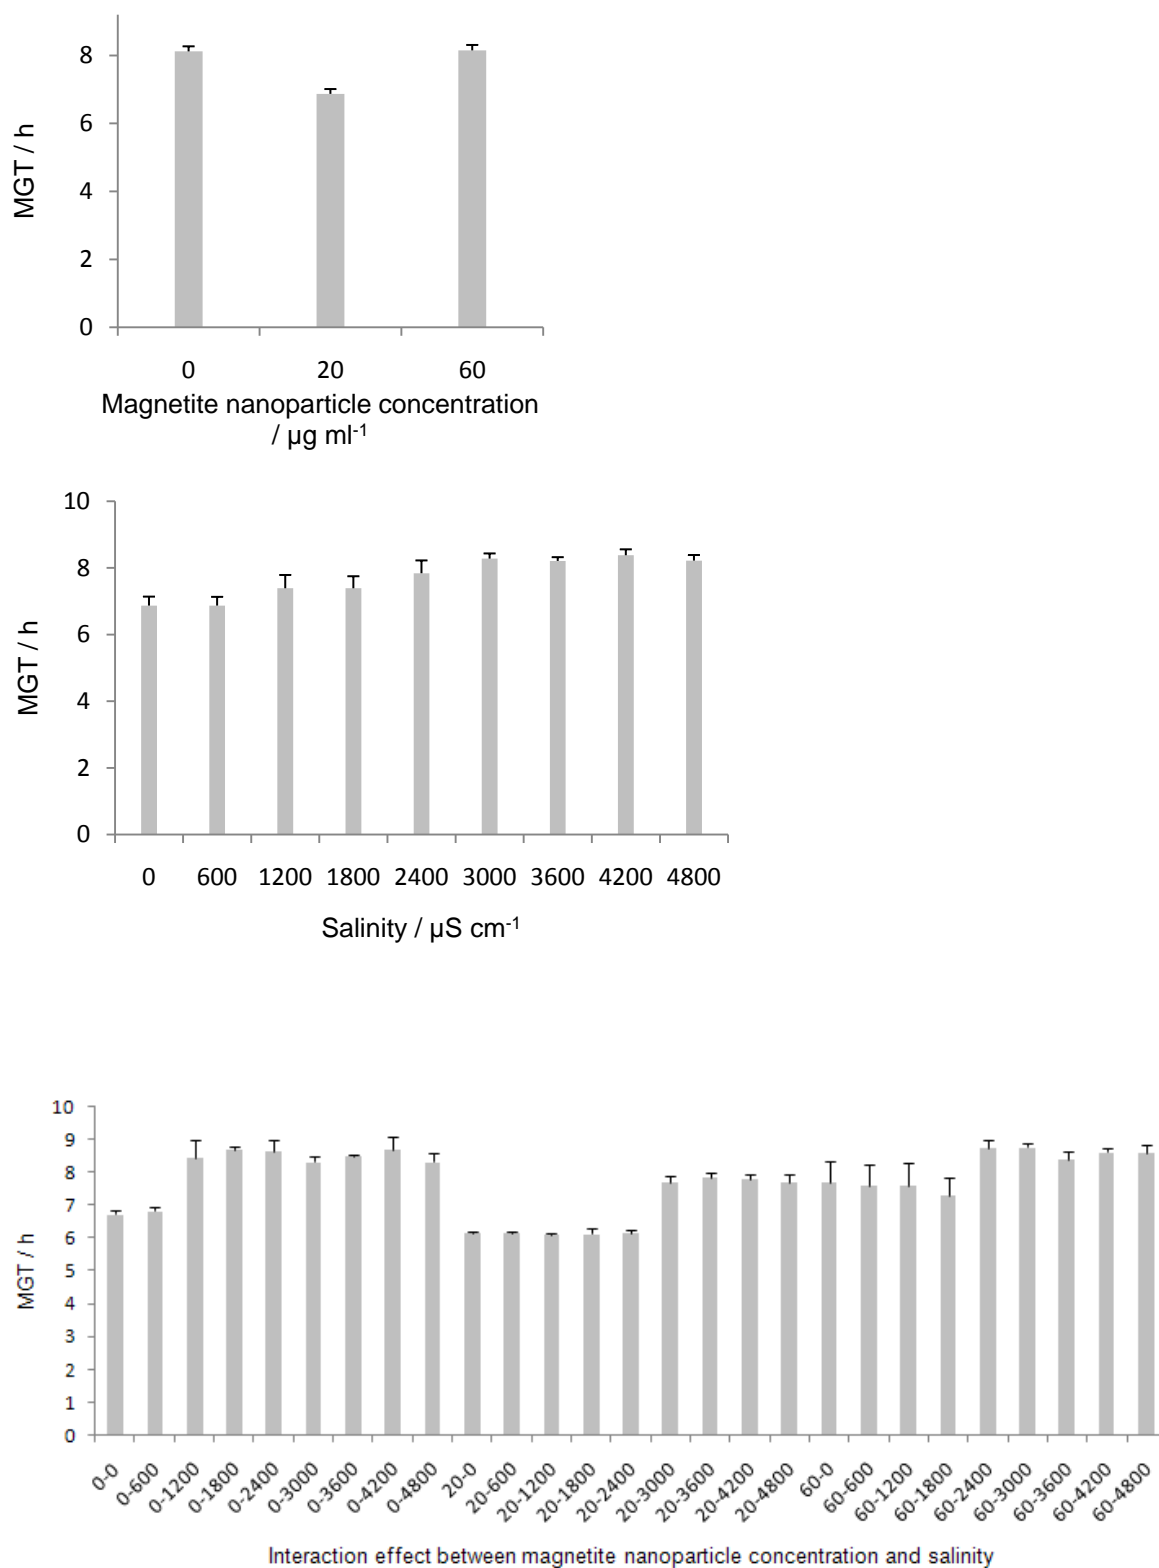 8
6
4
2
0
MGT / h
0 20 60
Magnetite nanoparticle concentration
/ µg ml-1
10
8
6
4
2
0
MGT / h
0 600 1200 1800 2400 3000 3600 4200 4800
Salinity / µS cm-1
10
9
8
7
6
5
4
3
2
1
0
MGT / h
0-0 0-600 0-1200 0-1800 0-2400 0-3000 0-3600 0-4200 0-4800 20-0 20-600 20-1200 20-1800 20-2400 20-3000 20-3600 20-4200 20-4800 60-0 60-600 60-1200 60-1800 60-2400 60-3000 60-3600 60-4200 60-4800
Interaction effect between magnetite nanoparticle concentration and salinity